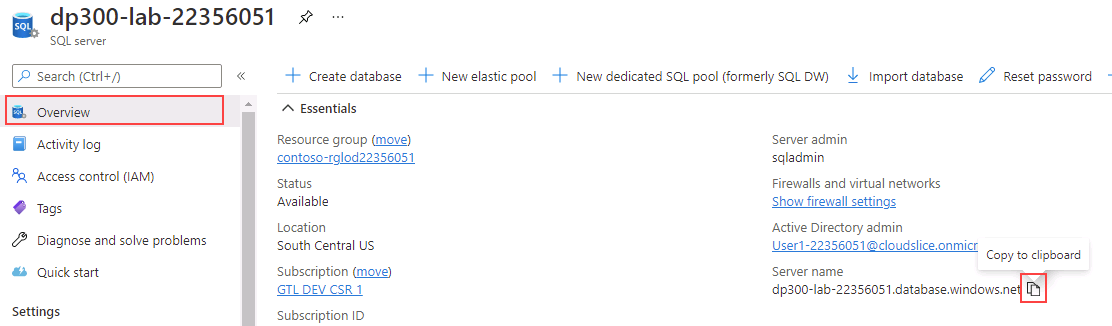 dp300-lab-22356051
SQL
SQL server
Search (Ctrl+/)
Create database
New elastic pool
New dedicated SQL pool (formerly SQL DW)
Import database
Reset password
SQL
Overview
Activity log
Access control (IAM)
Tags
Diagnose and solve problems
Quick start
Settings
Essentials
Resource group (move)
contoso-rglod22356051
Status
Available
Location
South Central US
Subscription (move)
GTL DEV CSR 1
Subscription ID
Server admin
sqladmin
Firewalls and virtual networks
Show firewall settings
Active Directory admin
User1-22356051@cloudslice.onmicr
Copy to clipboard
Server name
dp300-lab-22356051.database.windows.net